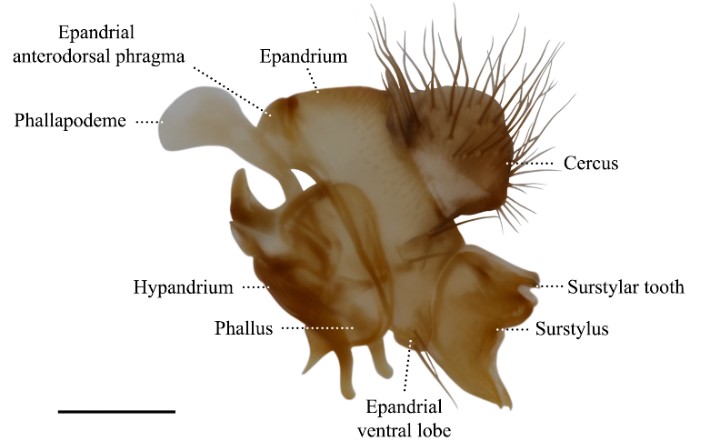 Epandrial
anterodorsal phragma
Epandrium
Phallapodeme
Cercus
Hypandrium
Surstylar tooth
Phallus
Surstylus
Epandrial
ventral lobe